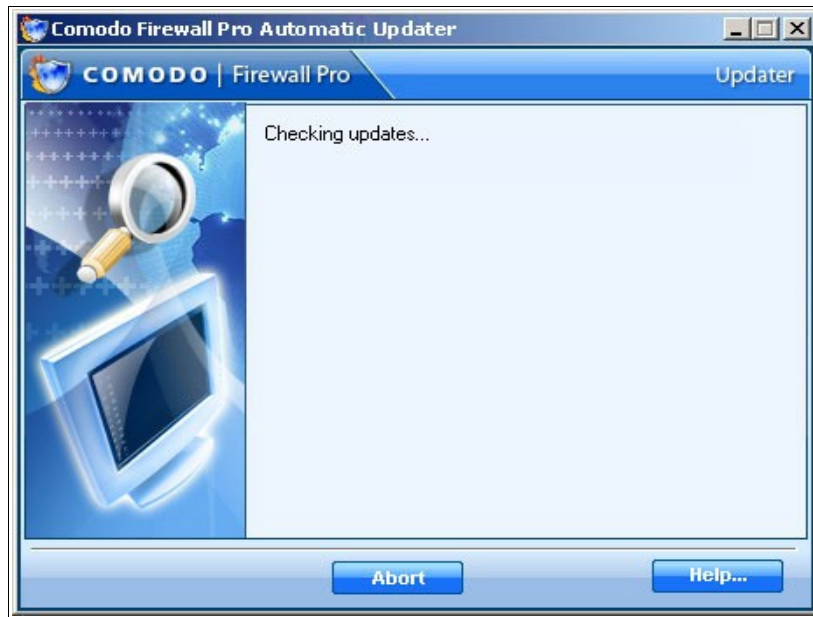 Comodo Firewall Pro Automatic Updater
COMODO | Firewall Pro
Updater
Checking updates...
Abort
Help...